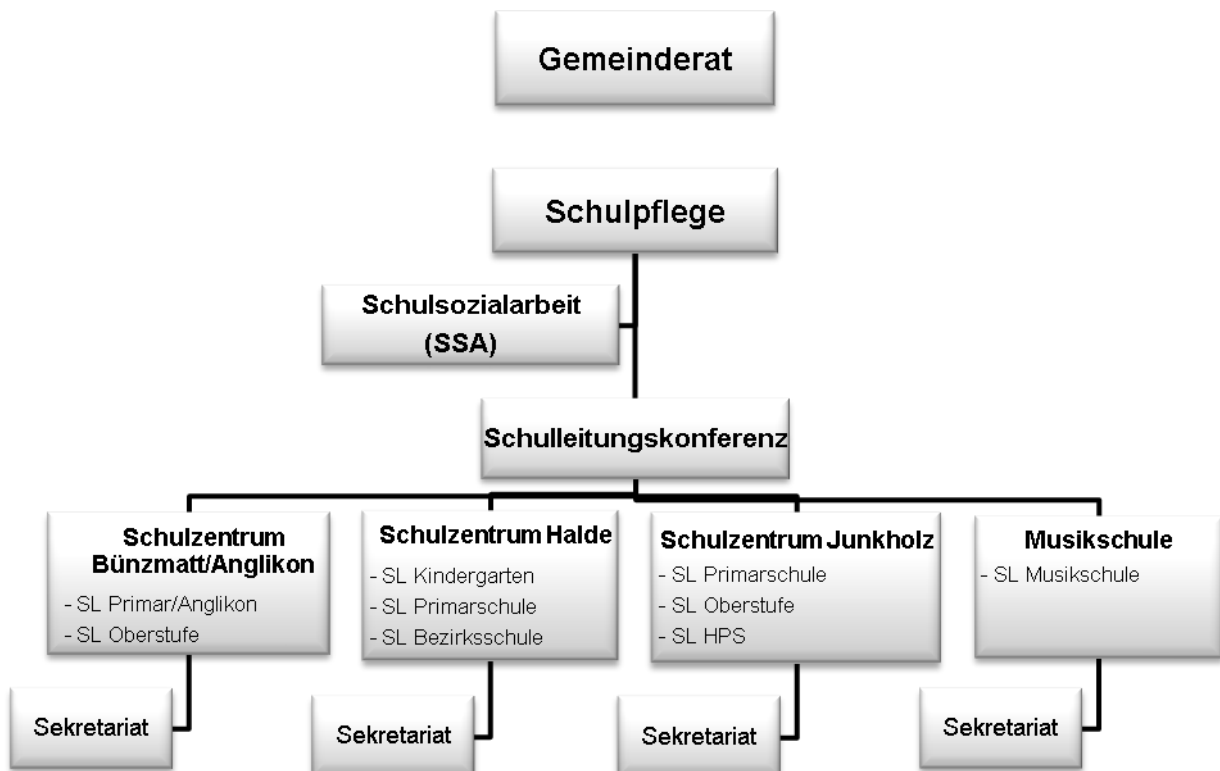 Gemeinderat
Schulpflege
Schulsozialarbeit
(SSA)
Schulleitungskonferenz
Schulzentrum
Bünzmatt/Anglikon
- SL Primar/Anglikon
- SL Oberstufe
Schulzentrum Halde
- SL Kindergarten
- SL Primarschule
- SL Bezirksschule
Schulzentrum Junkholz
- SL Primarschule
- SL Oberstufe
- SL HPS
Musikschule
- SL Musikschule
Sekretariat
Sekretariat
Sekretariat
Sekretariat